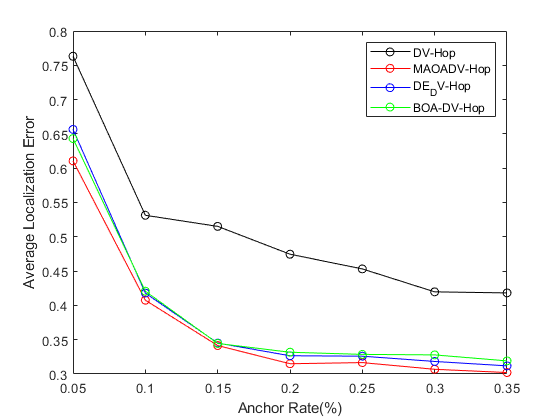 0.8
0.75
0.7
0.65
0.6
0.55
0.5
0.45
0.4
0.35
0.3
Average Localization Error
DV-Hop
MAOADV-Hop
DE_DV-Hop
BOA-DV-Hop
0.05 0.1 0.15 0.2 0.25 0.3 0.35
Anchor Rate(%)